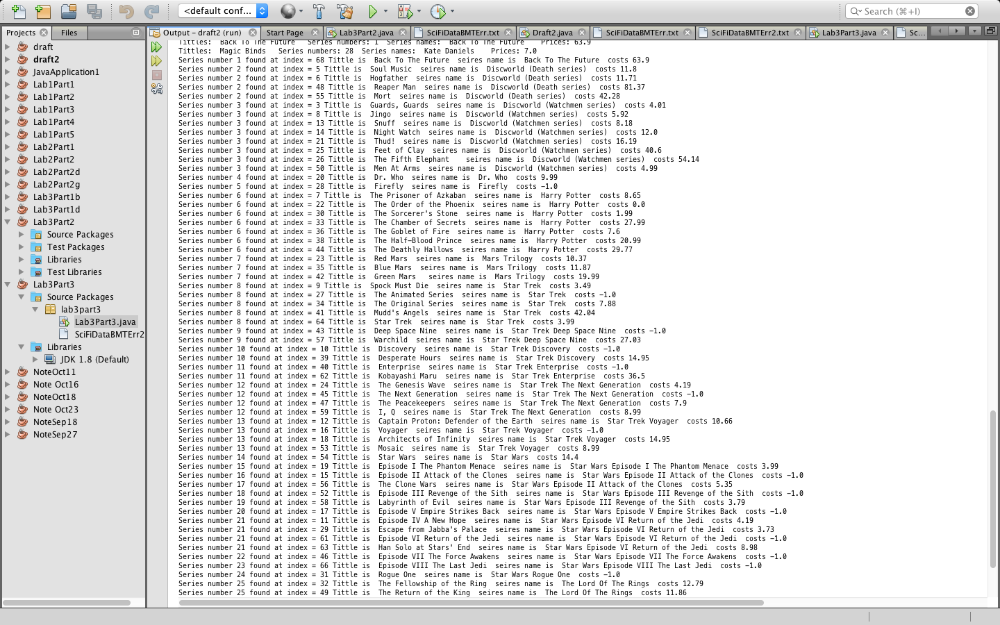 <default conf...
Search (⌘+I)
Projects
Files
Output - draft2 (run)
Start Page
Lab3Part2.java
SciFiDataBMTErr.txt
Draft2.java
SciFiDataBMTErr.txt
SciFiDataBMTErr2.txt
Lab3Part3.java
Sc...
draft
draft2
JavaApplication1
Lab1Part1
Lab1Part2
Lab1Part3
Lab1Part4
Lab1Part5
Lab2Part1
Lab2Part2
Lab2Part2d
Lab2Part2g
Lab3Part1b
Lab3Part1d
Lab3Part2
Source Packages
Test Packages
Libraries
Test Libraries
Lab3Part3
Source Packages
lab3part3
Lab3Part3.java
SciFiDataBMTErr2
Libraries
JDK 1.8 (Default)
NoteOct11
Note Oct16
NoteOct18
Note Oct23
NoteSep18
NoteSep27
Tittles: Back To The Future Series numbers: 1 Series names: Back To The Future Prices: 63.9
Tittles: Magic Binds Series numbers: 28 Series names: Kate Daniels Prices: 7.0
Series number 1 found at index = 68 Tittle is Back To The Future seires name is Back To The Future costs 63.9
Series number 2 found at index = 5 Tittle is Soul Music seires name is Discworld (Death series) costs 11.8
Series number 2 found at index = 6 Tittle is Hogfather seires name is Discworld (Death series) costs 11.71
Series number 2 found at index = 48 Tittle is Reaper Man seires name is Discworld (Death series) costs 81.37
Series number 2 found at index = 55 Tittle is Mort seires name is Discworld (Death series) costs 42.28
Series number 3 found at index = 3 Tittle is Guards, Guards seires name is Discworld (Watchmen series) costs 4.01
Series number 3 found at index = 8 Tittle is Jingo seires name is Discworld (Watchmen series) costs 5.92
Series number 3 found at index = 13 Tittle is Snuff seires name is Discworld (Watchmen series) costs 8.18
Series number 3 found at index = 14 Tittle is Night Watch seires name is Discworld (Watchmen series) costs 12.0
Series number 3 found at index = 21 Tittle is Thud! seires name is Discworld (Watchmen series) costs 16.19
Series number 3 found at index = 25 Tittle is Feet of Clay seires name is Discworld (Watchmen series) costs 40.6
Series number 3 found at index = 26 Tittle is The Fifth Elephant seires name is Discworld (Watchmen series) costs 54.14
Series number 3 found at index = 50 Tittle is Men At Arms seires name is Discworld (Watchmen series) costs 4.99
Series number 4 found at index = 20 Tittle is Dr. Who seires name is Dr. Who costs 9.99
Series number 5 found at index = 28 Tittle is Firefly seires name is Firefly costs -1.0
Series number 6 found at index = 7 Tittle is The Prisoner of Azkaban seires name is Harry Potter costs 8.65
Series number 6 found at index = 22 Tittle is The Order of the Phoenix seires name is Harry Potter costs 0.0
Series number 6 found at index = 30 Tittle is The Sorcerer's Stone seires name is Harry Potter costs 1.99
Series number 6 found at index = 33 Tittle is The Chamber of Secrets seires name is Harry Potter costs 27.99
Series number 6 found at index = 36 Tittle is The Goblet of Fire seires name is Harry Potter costs 7.6
Series number 6 found at index = 38 Tittle is The Half-Blood Prince seires name is Harry Potter costs 20.99
Series number 6 found at index = 44 Tittle is The Deathly Hallows seires name is Harry Potter costs 29.77
Series number 7 found at index = 23 Tittle is Red Mars seires name is Mars Trilogy costs 10.37
Series number 7 found at index = 35 Tittle is Blue Mars seires name is Mars Trilogy costs 11.87
Series number 7 found at index = 42 Tittle is Green Mars seires name is Mars Trilogy costs 19.99
Series number 8 found at index = 9 Tittle is Spock Must Die seires name is Star Trek costs 3.49
Series number 8 found at index = 27 Tittle is The Animated Series seires name is Star Trek costs -1.0
Series number 8 found at index = 34 Tittle is The Original Series seires name is Star Trek costs 7.88
Series number 8 found at index = 41 Tittle is Mudd's Angels seires name is Star Trek costs 42.04
Series number 8 found at index = 64 Tittle is Star Trek seires name is Star Trek costs 3.99
Series number 9 found at index = 43 Tittle is Deep Space Nine seires name is Star Trek Deep Space Nine costs -1.0
Series number 9 found at index = 57 Tittle is Warchild seires name is Star Trek Deep Space Nine costs 27.03
Series number 10 found at index = 10 Tittle is Discovery seires name is Star Trek Discovery costs -1.0
Series number 10 found at index = 39 Tittle is Desperate Hours seires name is Star Trek Discovery costs 14.95
Series number 11 found at index = 40 Tittle is Enterprise seires name is Star Trek Enterprise costs -1.0
Series number 11 found at index = 62 Tittle is Kobayashi Maru seires name is Star Trek Enterprise costs 36.5
Series number 12 found at index = 24 Tittle is The Genesis Wave seires name is Star Trek The Next Generation costs 4.19
Series number 12 found at index = 45 Tittle is The Next Generation seires name is Star Trek The Next Generation costs -1.0
Series number 12 found at index = 47 Tittle is The Peacekeepers seires name is Star Trek The Next Generation costs 7.9
Series number 12 found at index = 59 Tittle is I, Q seires name is Star Trek The Next Generation costs 8.99
Series number 13 found at index = 12 Tittle is Captain Proton: Defender of the Earth seires name is Star Trek Voyager costs 10.66
Series number 13 found at index = 16 Tittle is Voyager seires name is Star Trek Voyager costs -1.0
Series number 13 found at index = 18 Tittle is Architects of Infinity seires name is Star Trek Voyager costs 14.95
Series number 13 found at index = 53 Tittle is Mosaic seires name is Star Trek Voyager costs 8.99
Series number 14 found at index = 54 Tittle is Star Wars seires name is Star Wars costs 14.4
Series number 15 found at index = 19 Tittle is Episode I The Phantom Menace seires name is Star Wars Episode I The Phantom Menace costs 3.99
Series number 16 found at index = 15 Tittle is Episode II Attack of the Clones seires name is Star Wars Episode II Attack of the Clones costs -1.0
Series number 17 found at index = 56 Tittle is The Clone Wars seires name is Star Wars Episode II Attack of the Clones costs 5.35
Series number 18 found at index = 52 Tittle is Episode III Revenge of the Sith seires name is Star Wars Episode III Revenge of the Sith costs -1.0
Series number 19 found at index = 58 Tittle is Labyrinth of Evil seires name is Star Wars Episode III Revenge of the Sith costs 3.79
Series number 20 found at index = 17 Tittle is Episode V Empire Strikes Back seires name is Star Wars Episode V Empire Strikes Back costs -1.0
Series number 21 found at index = 11 Tittle is Episode IV A New Hope seires name is Star Wars Episode VI Return of the Jedi costs 4.19
Series number 21 found at index = 29 Tittle is Escape from Jabba's Palace seires name is Star Wars Episode VI Return of the Jedi costs 3.73
Series number 21 found at index = 61 Tittle is Episode VI Return of the Jedi seires name is Star Wars Episode VI Return of the Jedi costs -1.0
Series number 21 found at index = 63 Tittle is Han Solo at Stars' End seires name is Star Wars Episode VI Return of the Jedi costs 8.98
Series number 22 found at index = 46 Tittle is Episode VII The Force Awakens seires name is Star Wars Episode VII The Force Awakens costs -1.0
Series number 23 found at index = 66 Tittle is Episode VIII The Last Jedi seires name is Star Wars Episode VIII The Last Jedi costs -1.0
Series number 24 found at index = 31 Tittle is Rogue One seires name is Star Wars Rogue One costs -1.0
Series number 25 found at index = 32 Tittle is The Fellowship of the Ring seires name is The Lord Of The Rings costs 12.79
Series number 25 found at index = 49 Tittle is The Return of the King seires name is The Lord Of The Rings costs 11.86